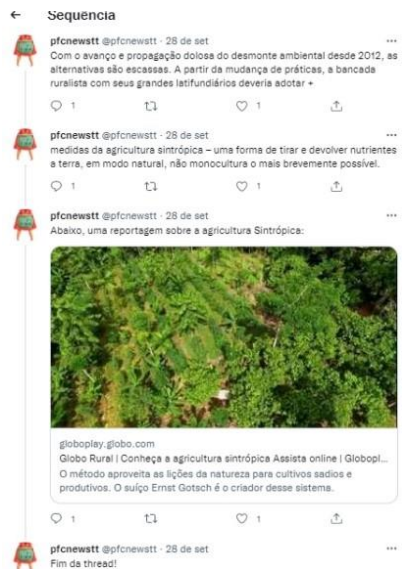 Sequência
pfcnewstt @pfcnewstt · 28 de set
Com o avanço e propagação dolosa do desmonte ambiental desde 2012, as
alternativas são escassas. A partir da mudança de práticas, a bancada
ruralista com seus grandes latifundiários deveria adotar +
1 1
pfcnewstt @pfcnewstt · 28 de set
medidas da agricultura sintrópica – uma forma de tirar e devolver nutrientes
a terra, em modo natural, não monocultura o mais brevemente possível.
1 1
pfcnewstt @pfcnewstt · 28 de set
Abaixo, uma reportagem sobre a agricultura Sintrópica:
globoplay.globo.com
Globo Rural | Conheça a agricultura sintrópica Assista online | Globopl...
O método aproveita as lições da natureza para cultivos sadios e
produtivos. O suíço Ernst Gotsch é o criador desse sistema.
1 1
pfcnewstt @pfcnewstt · 28 de set
Fim da thread!